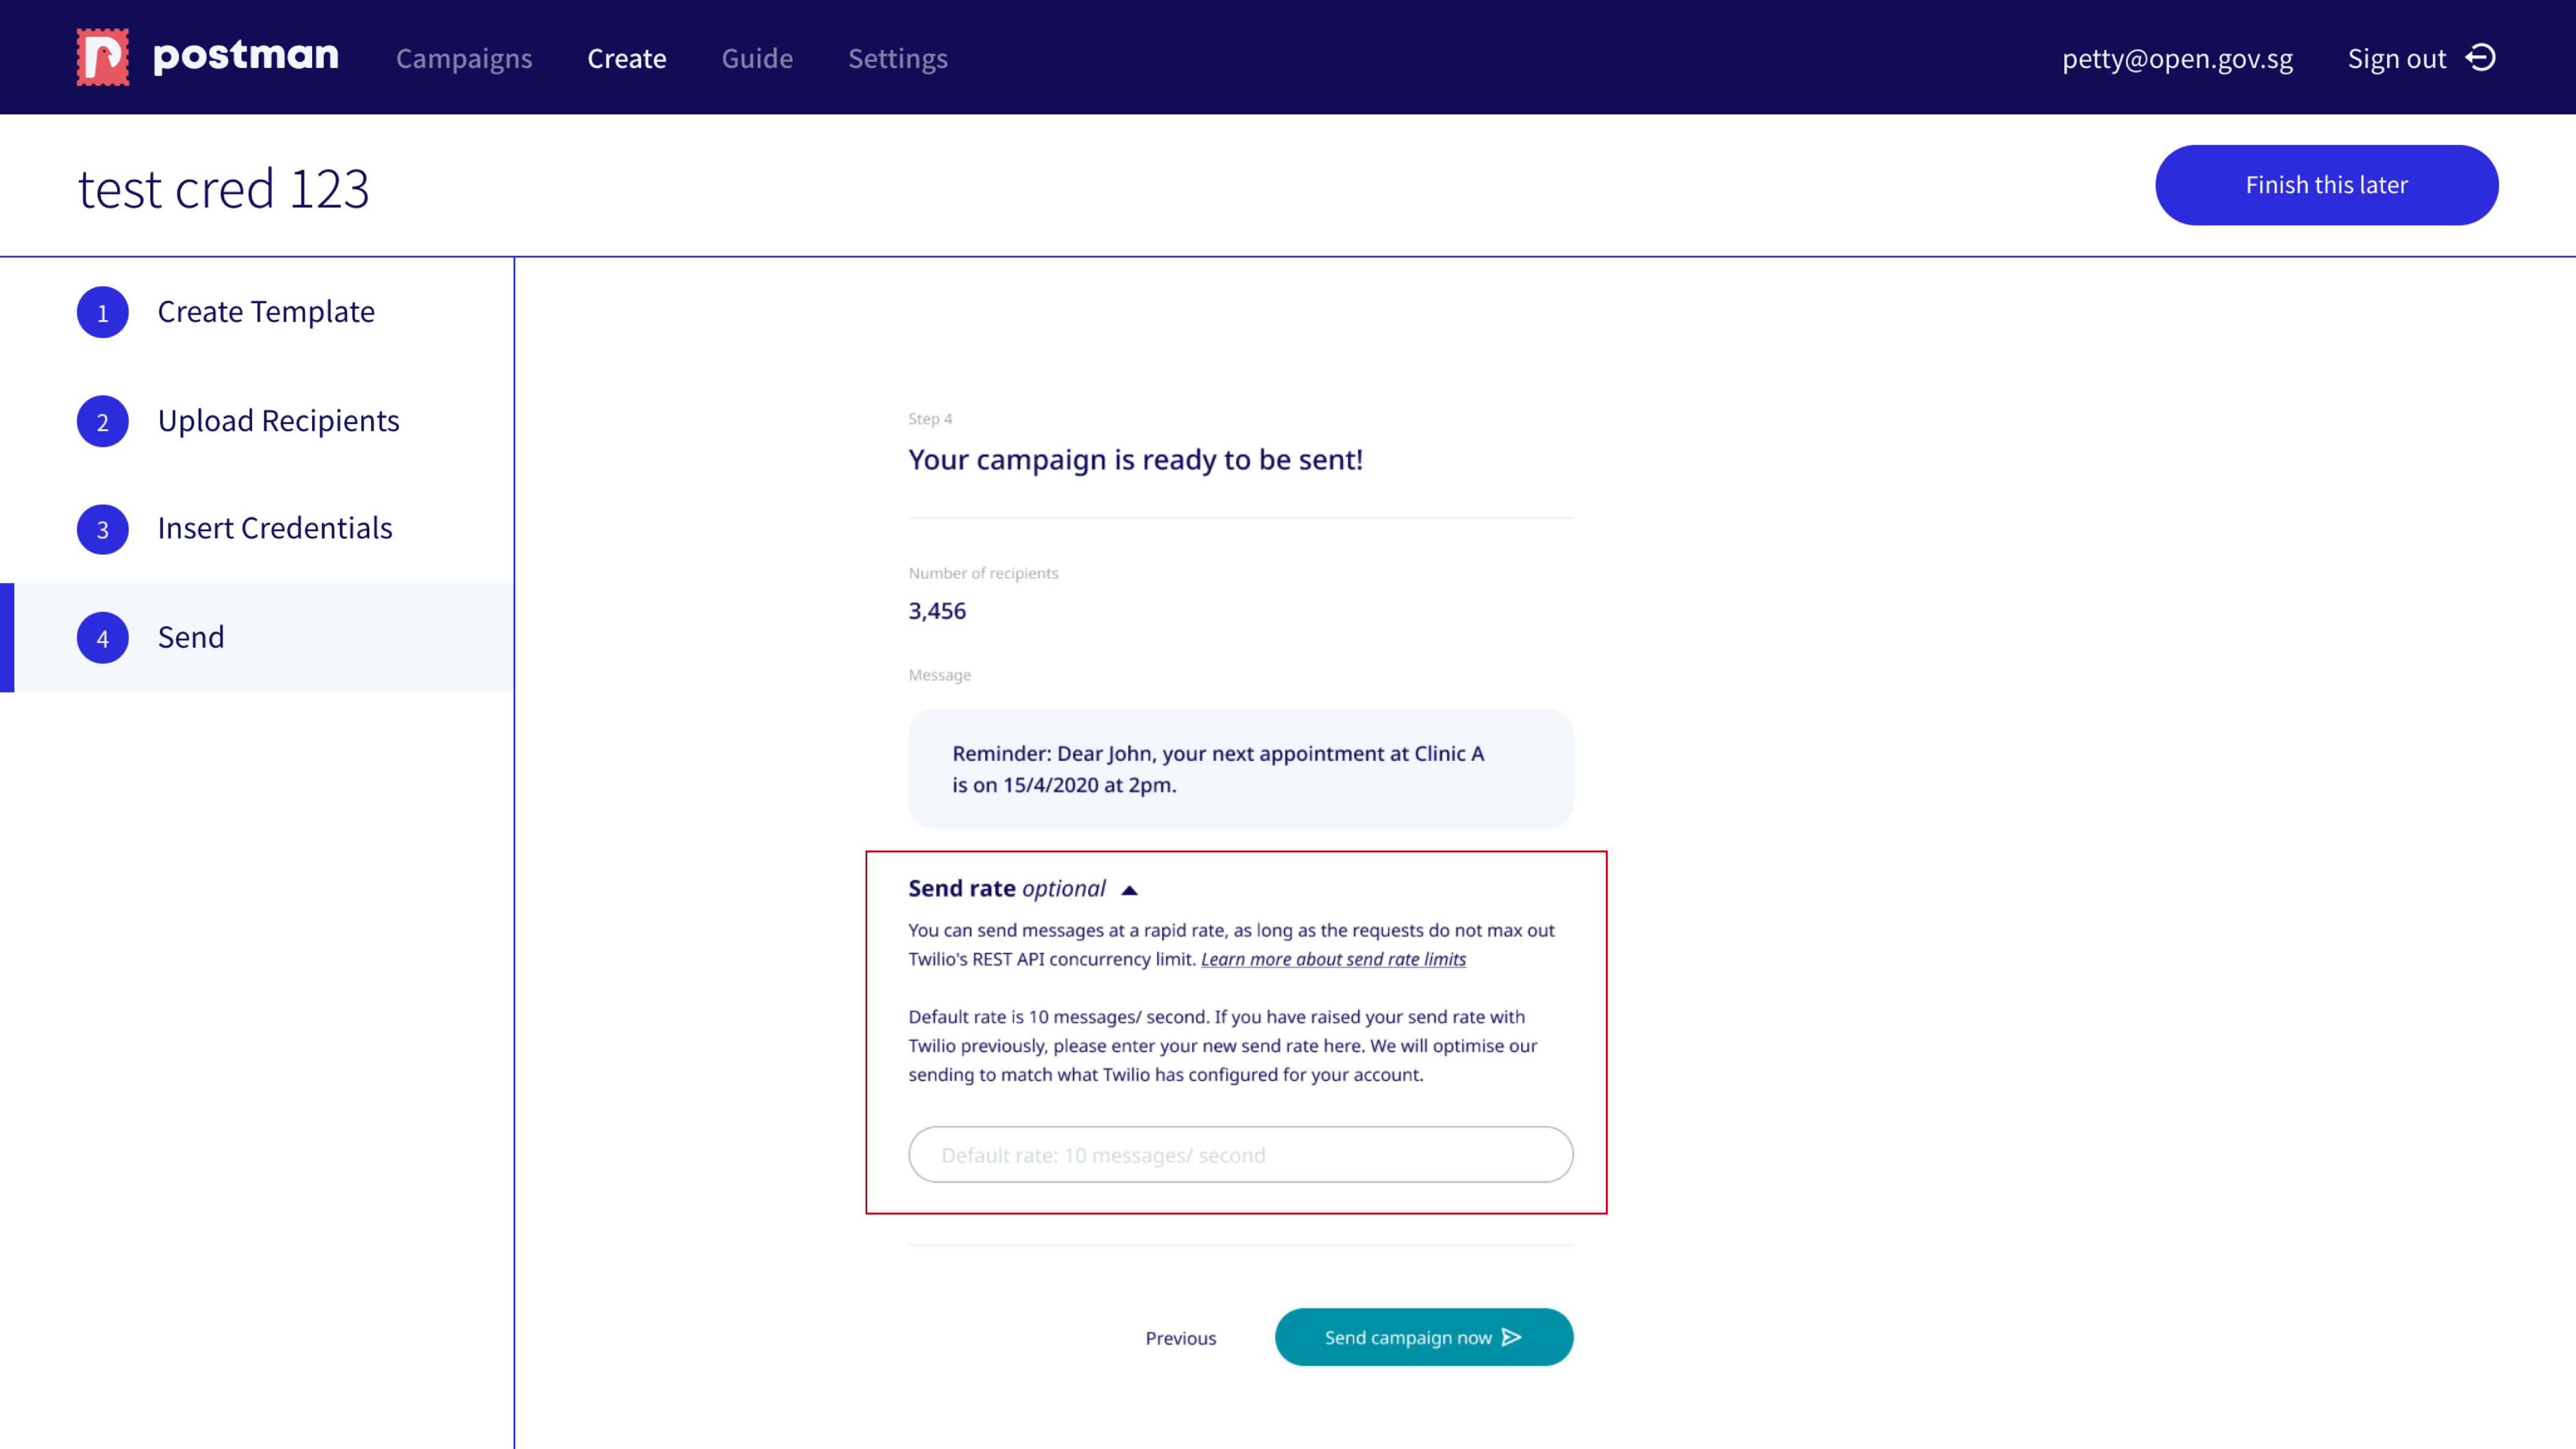 postman Campaigns Create Guide Settings petty@open.gov.sg Sign out
test cred 123 Finish this later
1 Create Template
2 Upload Recipients
3 Insert Credentials
4 Send
Step 4
Your campaign is ready to be sent!
Number of recipients
3,456
Message
Reminder: Dear John, your next appointment at Clinic A
is on 15/4/2020 at 2pm.
Send rate optional
You can send messages at a rapid rate, as long as the requests do not max out
Twilio's REST API concurrency limit. Learn more about send rate limits
Default rate is 10 messages/ second. If you have raised your send rate with
Twilio previously, please enter your new send rate here. We will optimise our
sending to match what Twilio has configured for your account.
Default rate: 10 messages/ second
Previous Send campaign now